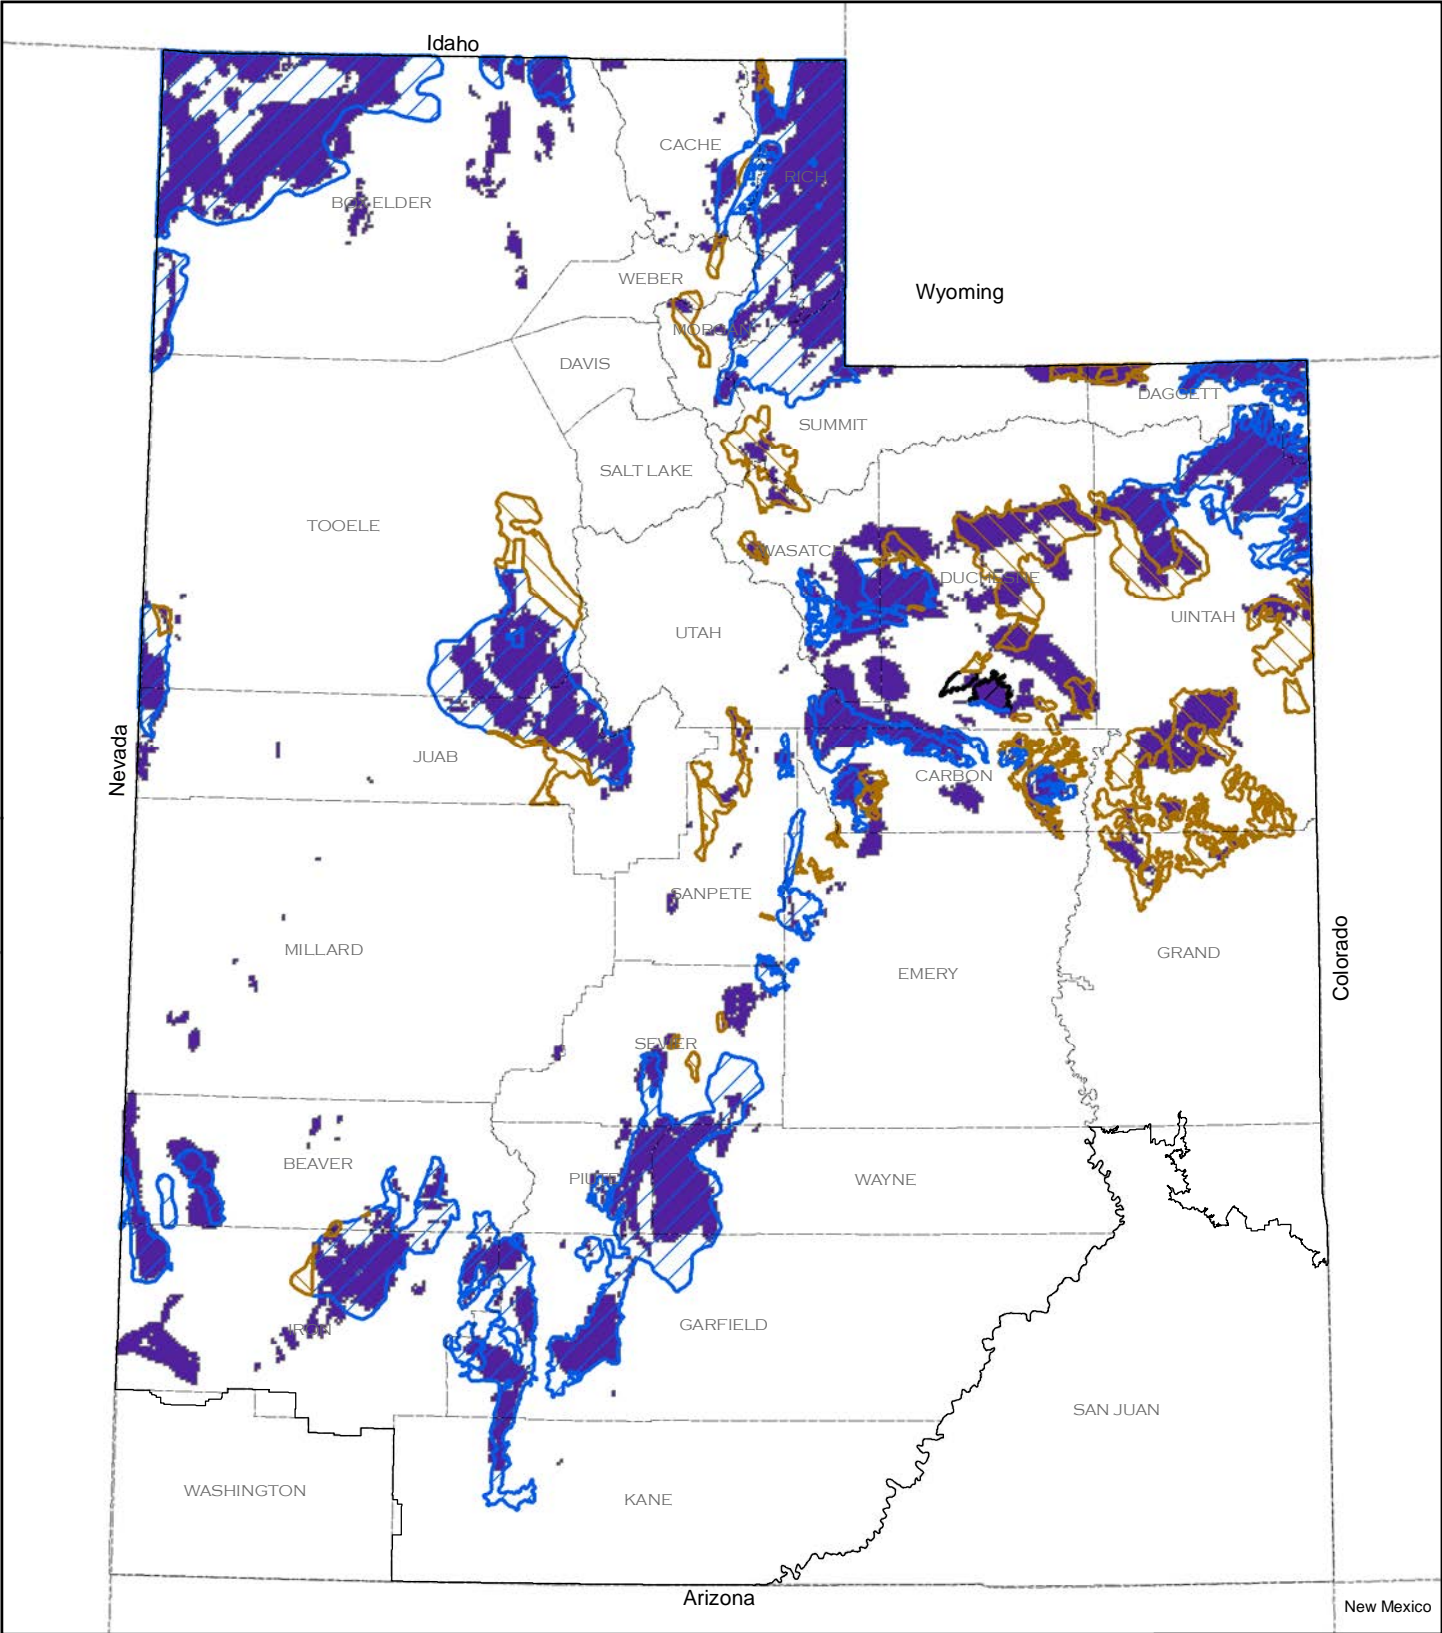 Idaho
CACHE
RICH
BOX ELDER
WEBER
Wyoming
MORGAN
DAVIS
DAGGETT
SUMMIT
SALT LAKE
TOOELE
WASATCH
DUCHESNE
UINTAH
UTAH
Nevada
JUAB
CARBON
SANPETE
MILLARD
GRAND
Colorado
EMERY
SEVIER
BEAVER
PIUTE
WAYNE
IRON
GARFIELD
SAN JUAN
WASHINGTON
KANE
Arizona
New Mexico